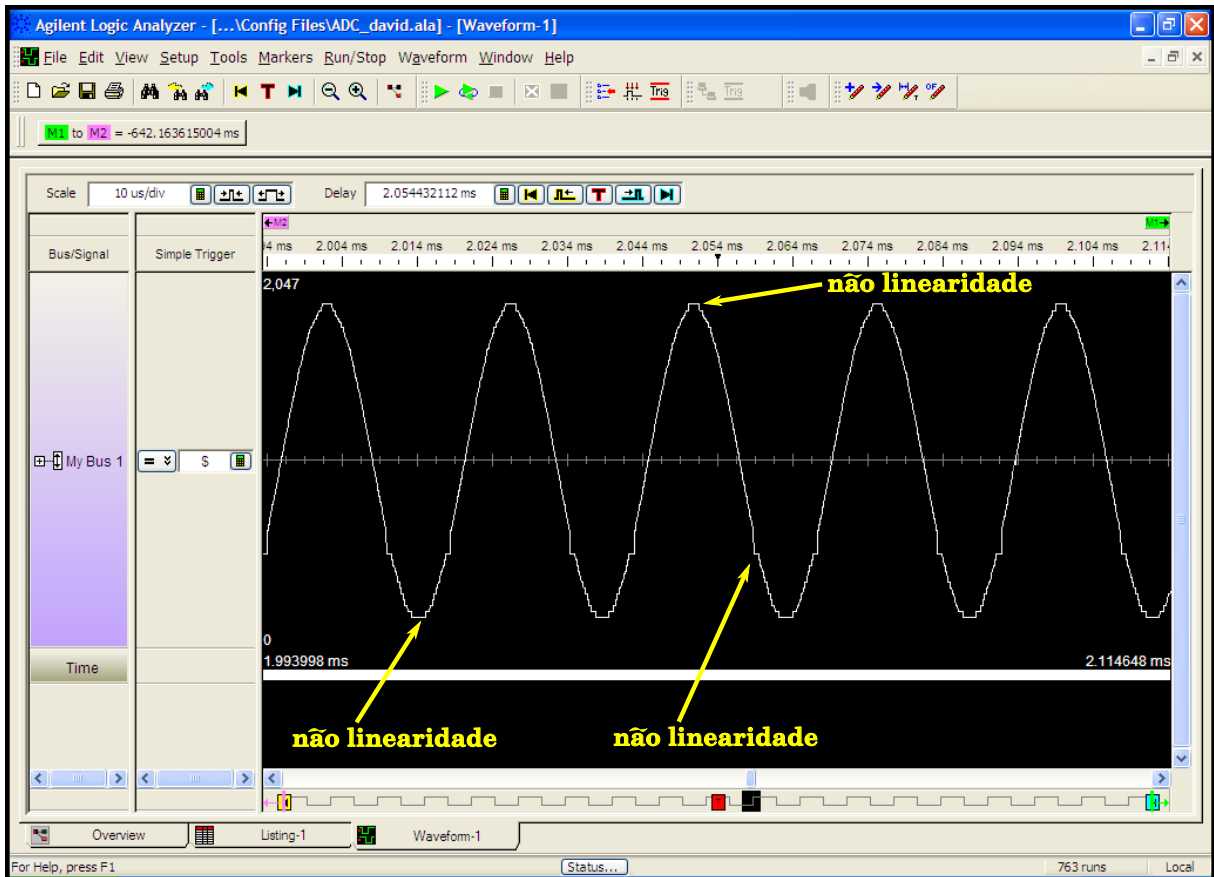 Agilent Logic Analyzer - [...\Config Files\ADC_david.ala] - [Waveform-1]
File Edit View Setup Tools Markers Run/Stop Waveform Window Help
M1 to M2 = -642.163615004 ms
Scale 10 us/div Delay 2.054432112 ms
M2 M1
Bus/Signal Simple Trigger
)4 ms 2.004 ms 2.014 ms 2.024 ms 2.034 ms 2.044 ms 2.054 ms 2.064 ms 2.074 ms 2.084 ms 2.094 ms 2.104 ms 2.114
2,047
não linearidade
My Bus 1 = $
0
Time
1.993998 ms 2.114648 ms
não linearidade não linearidade
Overview Listing-1 Waveform-1
For Help, press F1 Status... 763 runs Local